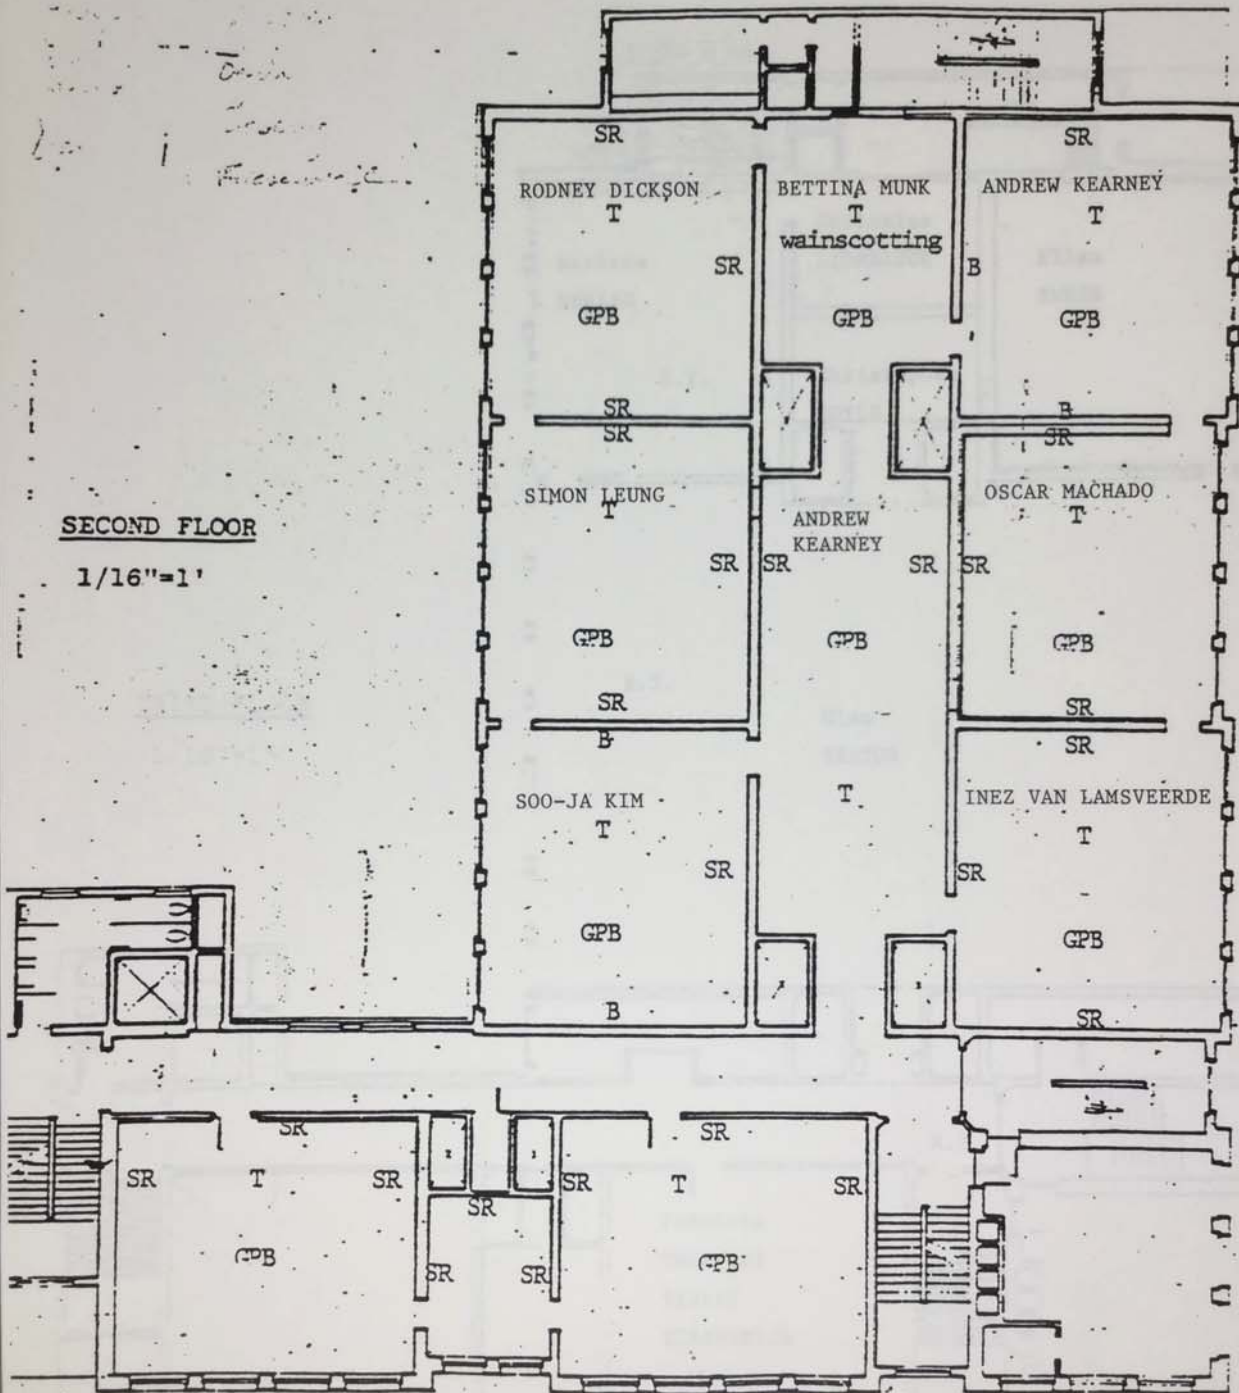 SR
SR
RODNEY DICKSON
BETTINA MUNK
ANDREW KEARNEY
T
T
T
wainscotting
SR
B
GPB
GPB
GPB
SR
B
SR
SR
SIMON LEUNG
OSCAR MACHADO
T
T
SECOND FLOOR
ANDREW
KEARNEY
1/16"=1'
SR
SR
SR
SR
GPB
GPB
GPB
SR
SR
B
SR
SOO-JA KIM
T
INEZ VAN LAMSVEERDE
T
T
SR
SR
GPB
GPB
B
SR
SR
SR
SR
T
SR
SR
T
SR
SR
GPB
GPB
SR
SR